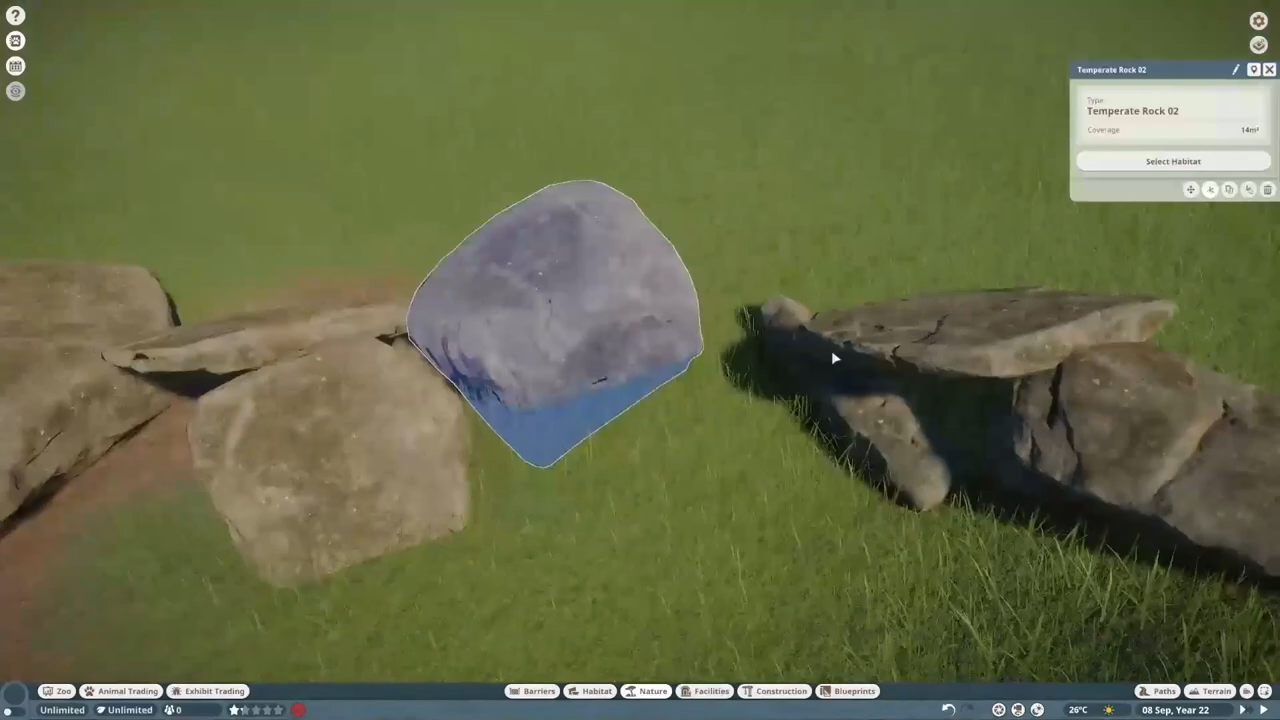 ?
Temperate Rock 02
Type
Temperate Rock 02
Coverage 14m²
Select Habitat
Zoo Animal Trading Exhibit Trading Barriers Habitat Nature Facilities Construction Blueprints Paths Terrain
Unlimited Unlimited 0 26°C 08 Sep, Year 22